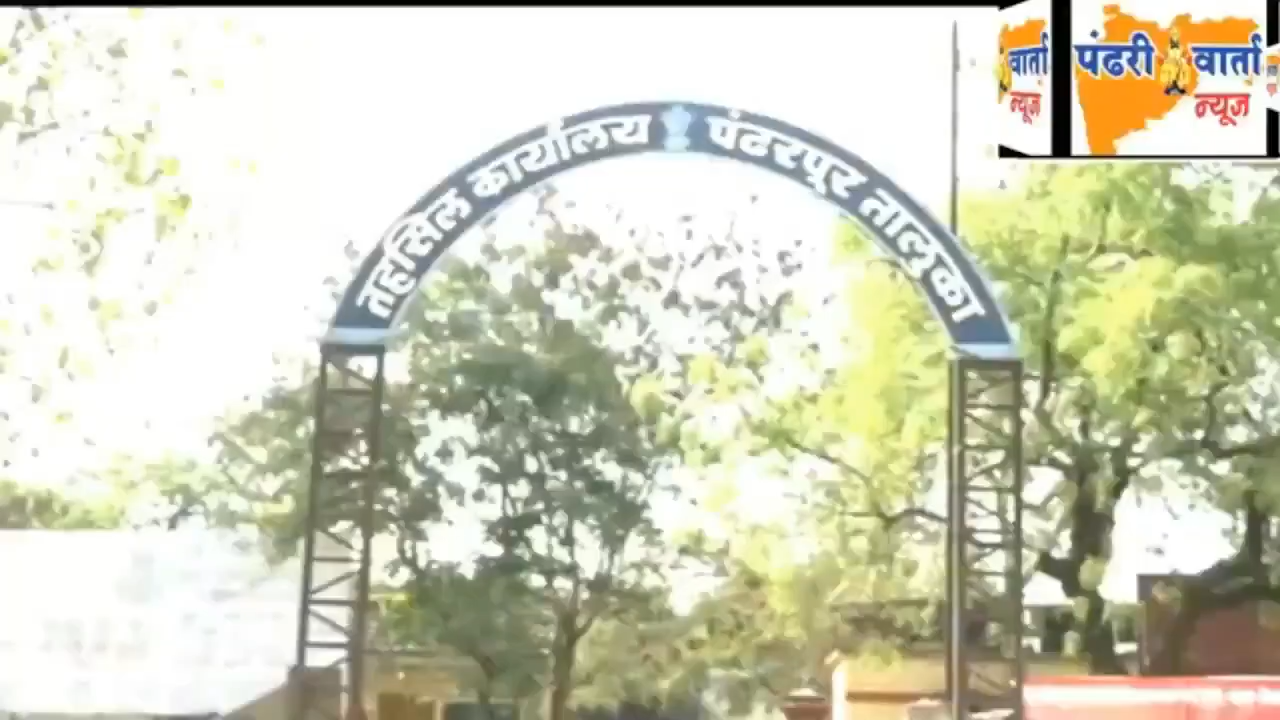 तहसिल कार्यालय पंढरपूर तालुका
वार्ता
न्यूज
पंढरी वार्ता
न्यूज